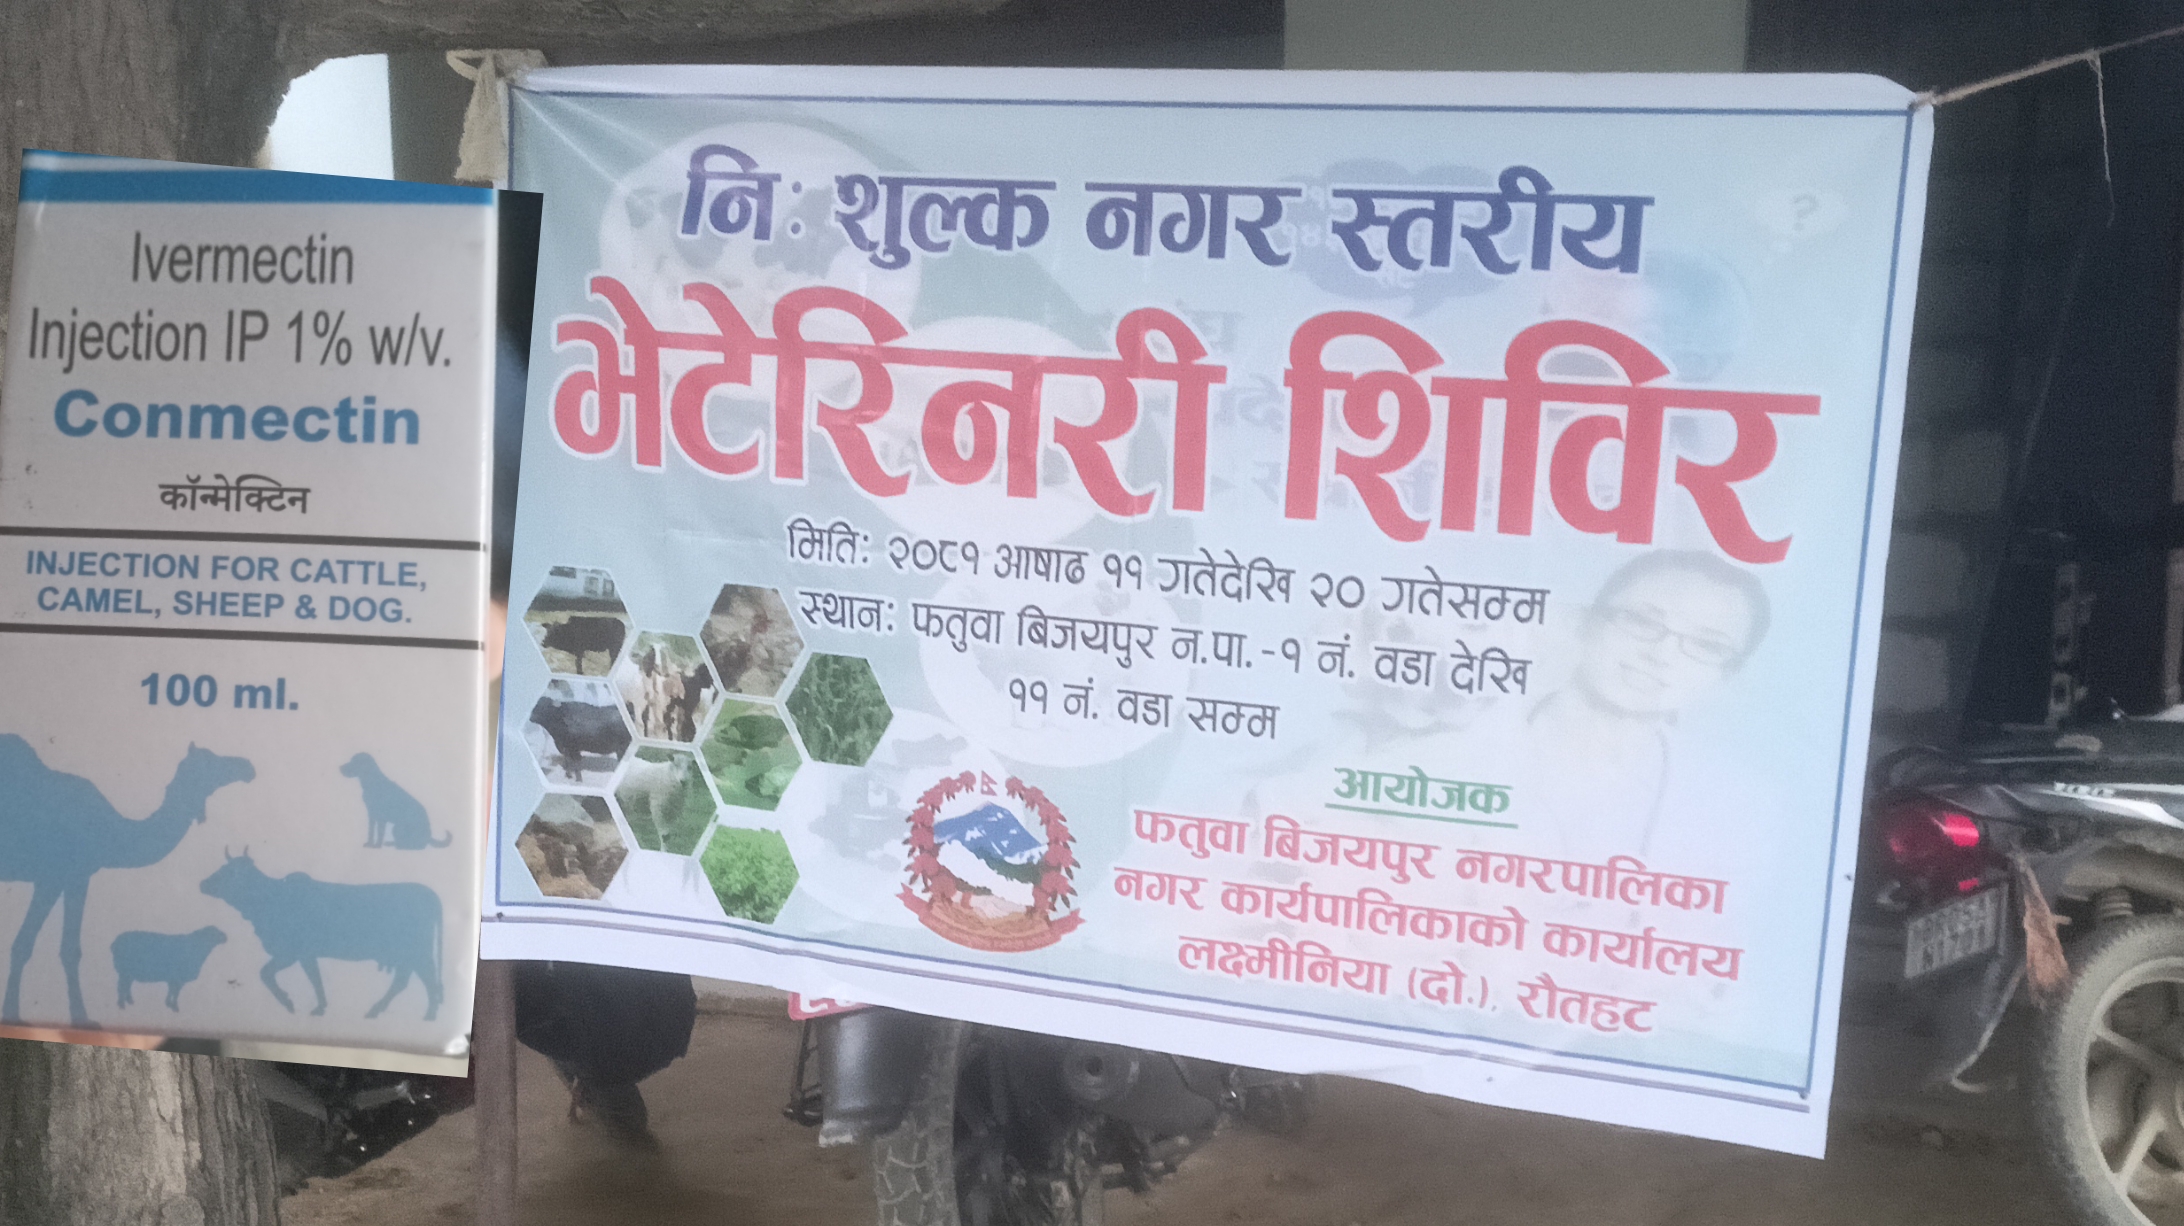 Ivermectin
Injection IP 1% w/v.
Conmectin
कॉन्मेक्टिन
INJECTION FOR CATTLE,
CAMEL, SHEEP & DOG.
100 ml.
निः शुल्क नगर स्तरीय
भेटेरिनरी शिविर
मितिः २०८१ आषाढ ११ गतेदेखि २० गतेसम्म
स्थानः फतुवा बिजयपुर न.पा.-१ नं. वडा देखि
११ नं. वडा सम्म
आयोजक
फतुवा बिजयपुर नगरपालिका
नगर कार्यपालिकाको कार्यालय
लक्ष्मीनिया (दो.), रौतहट